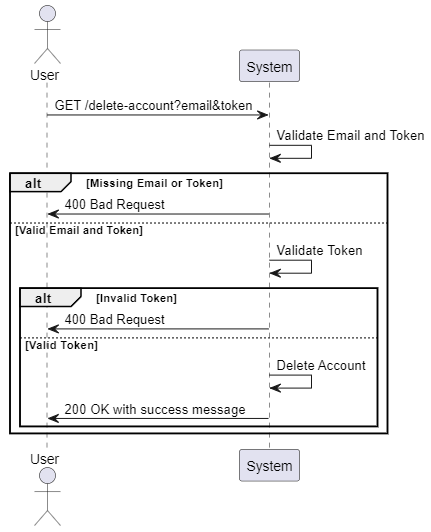 User
System
GET /delete-account?email&token
Validate Email and Token
alt [Missing Email or Token]
400 Bad Request
[Valid Email and Token]
Validate Token
alt [Invalid Token]
400 Bad Request
[Valid Token]
Delete Account
200 OK with success message
User
System